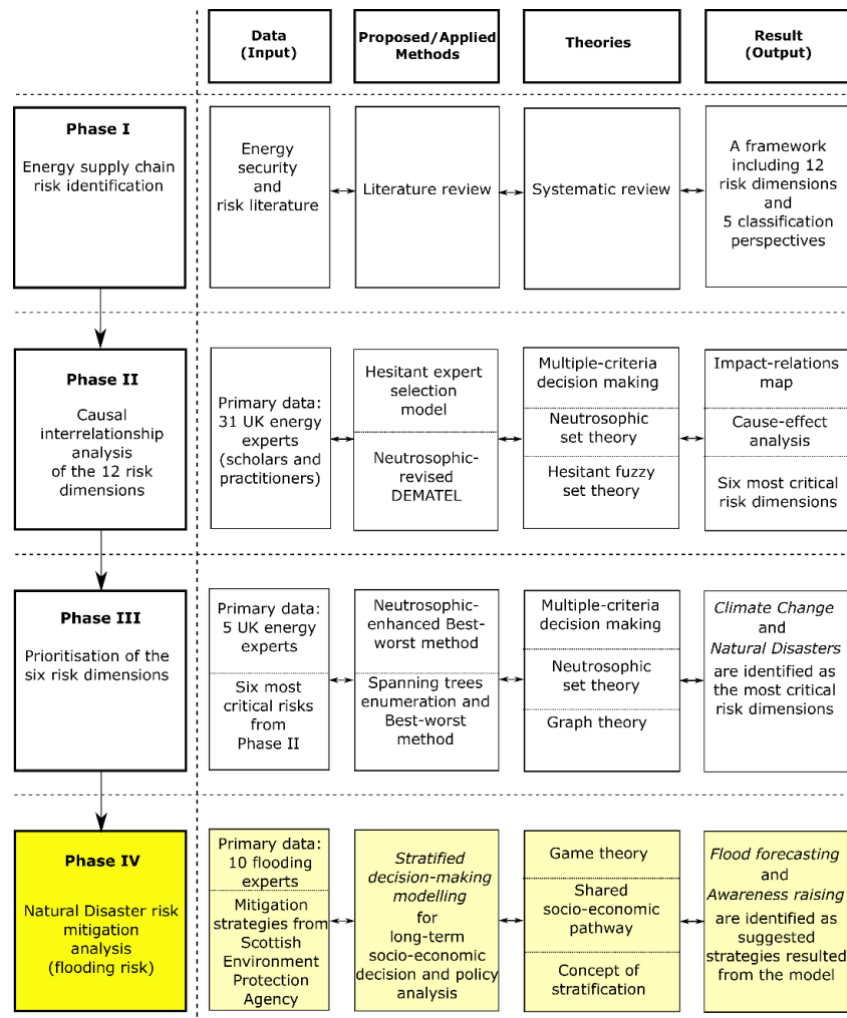 Data
(Input)
Proposed/Applied
Methods
Theories
Result
(Output)
Phase I
Energy supply chain
risk identification
Energy
security
and
risk literature
Literature review
Systematic review
A framework
including 12
risk dimensions
and
5 classification
perspectives
Phase II
Causal
interrelationship
analysis
of the 12 risk
dimensions
Primary data:
31 UK energy
experts
(scholars and
practitioners)
Hesitant expert
selection
model
Neutrosophic-
revised
DEMATEL
Multiple-criteria
decision making
Neutrosophic
set theory
Hesitant fuzzy
set theory
Impact-relations
map
Cause-effect
analysis
Six most critical
risk dimensions
Phase III
Prioritisation of the
six risk dimensions
Primary data:
5 UK energy
experts
Six most
critical risks
from
Phase II
Neutrosophic-
enhanced Best-
worst method
Spanning trees
enumeration and
Best-worst
method
Multiple-criteria
decision making
Neutrosophic
set theory
Graph theory
Climate Change
and
Natural Disasters
are identified as
the most critical
risk dimensions
Phase IV
Natural Disaster risk
mitigation
analysis
(flooding risk)
Primary data:
10 flooding
experts
Mitigation
strategies from
Scottish
Environment
Protection
Agency
Stratified
decision-making
modelling
for
long-term
socio-economic
decision and policy
analysis
Game theory
Shared
socio-economic
pathway
Concept of
stratification
Flood forecasting
and
Awareness raising
are identified as
suggested
strategies resulted
from the model